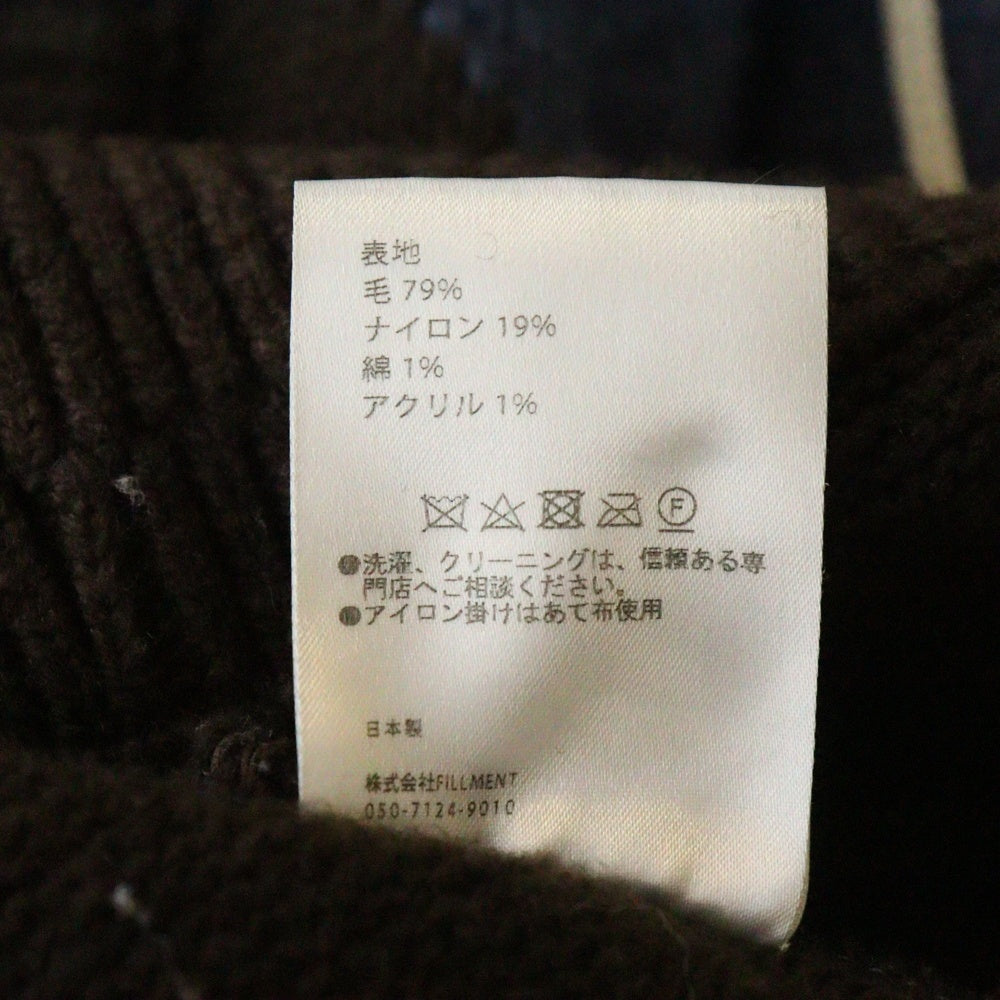 表地
毛 79%
ナイロン 19%
綿 1%
アクリル 1%
F
●洗濯、クリーニングは、信頼ある専
門店へご相談ください。
●アイロン掛けはあて布使用
日本製
株式会社FILLMENT
050-7124-9010